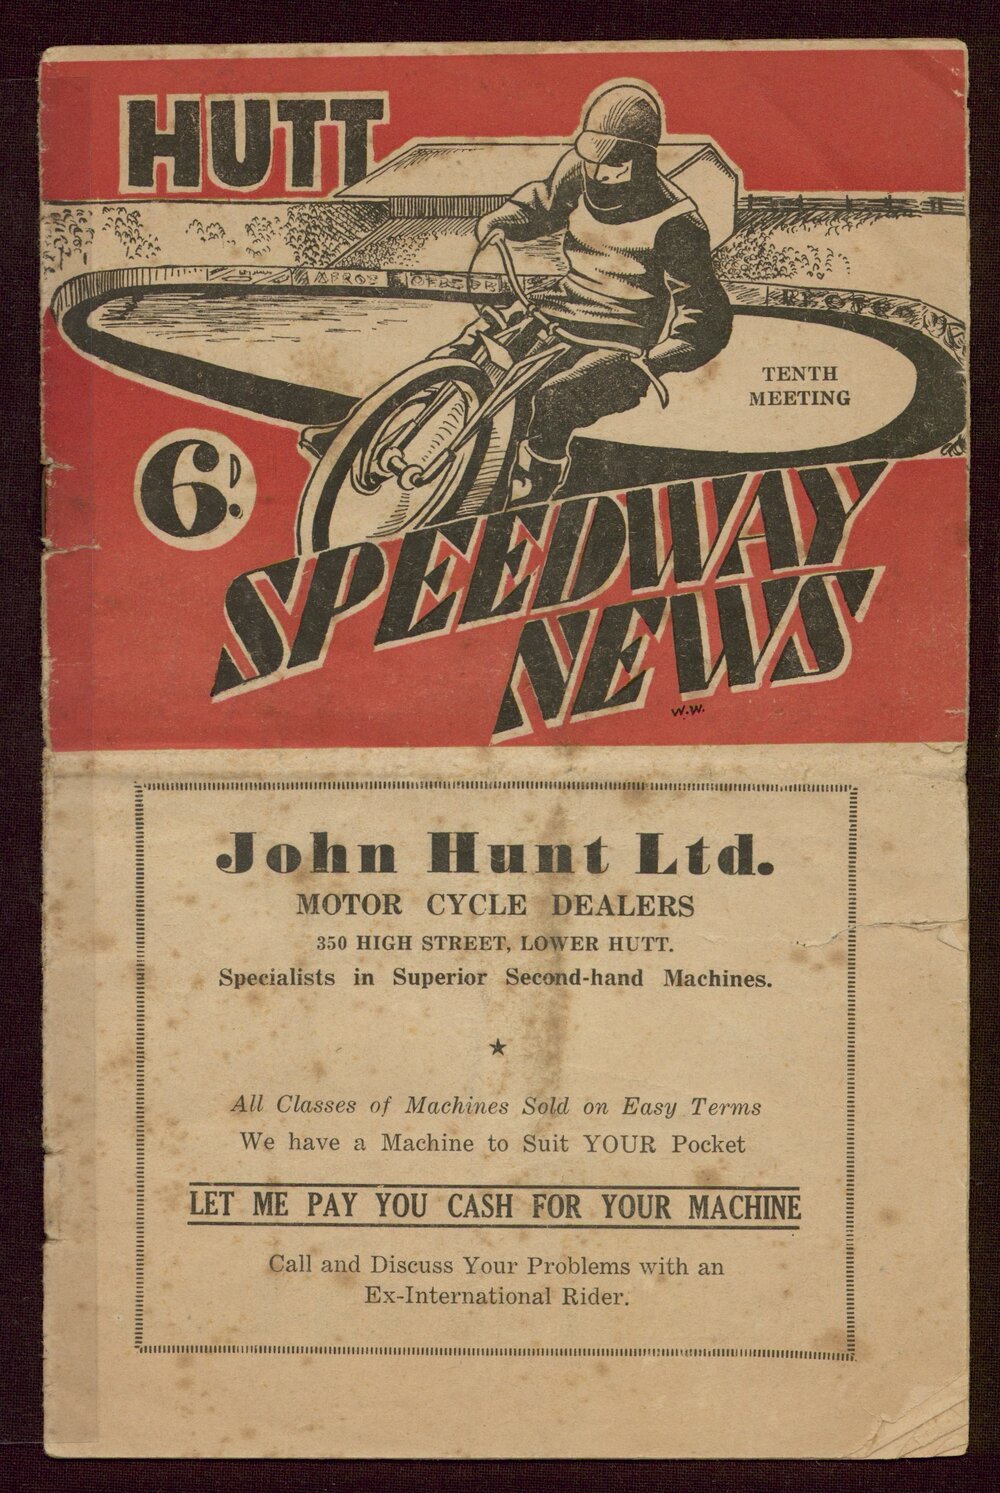 HUTT
TENTH
MEETING
6D.
SPEEDWAY
NEWS
W.W.
John Hunt Ltd.
MOTOR CYCLE DEALERS
350 HIGH STREET, LOWER HUTT.
Specialists in Superior Second-hand Machines.
All Classes of Machines Sold on Easy Terms
We have a Machine to Suit YOUR Pocket
LET ME PAY YOU CASH FOR YOUR MACHINE
Call and Discuss Your Problems with an
Ex-International Rider.